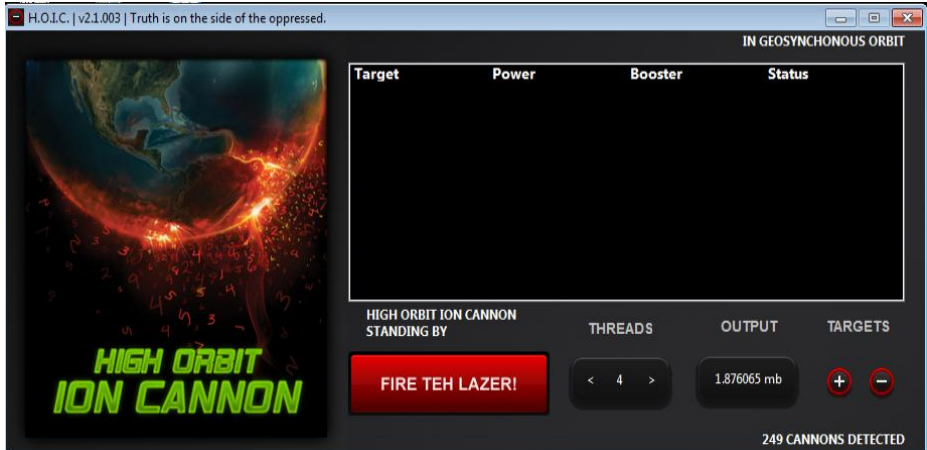 H.O.I.C. | v2.1.003 | Truth is on the side of the oppressed.
IN GEOSYNCHONOUS ORBIT
Target Power Booster Status
HIGH ORBIT
ION CANNON
HIGH ORBIT ION CANNON
STANDING BY
THREADS OUTPUT TARGETS
FIRE TEH LAZER! < 4 > 1.876065 mb + −
249 CANNONS DETECTED